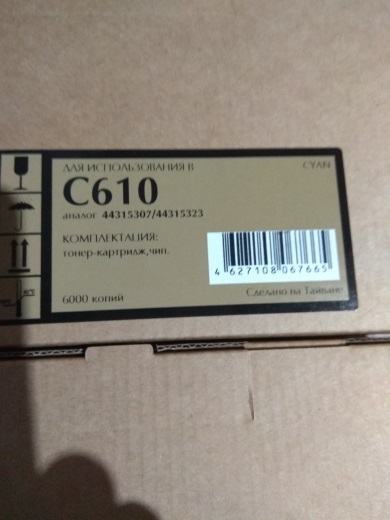 ДЛЯ ИСПОЛЬЗОВАНИЯ В
CYAN
C610
аналог 44315307/44315323
КОМПЛЕКТАЦИЯ:
тонер-картридж,чип.
4 627108 067665
6000 копий
Сделано на Тайване